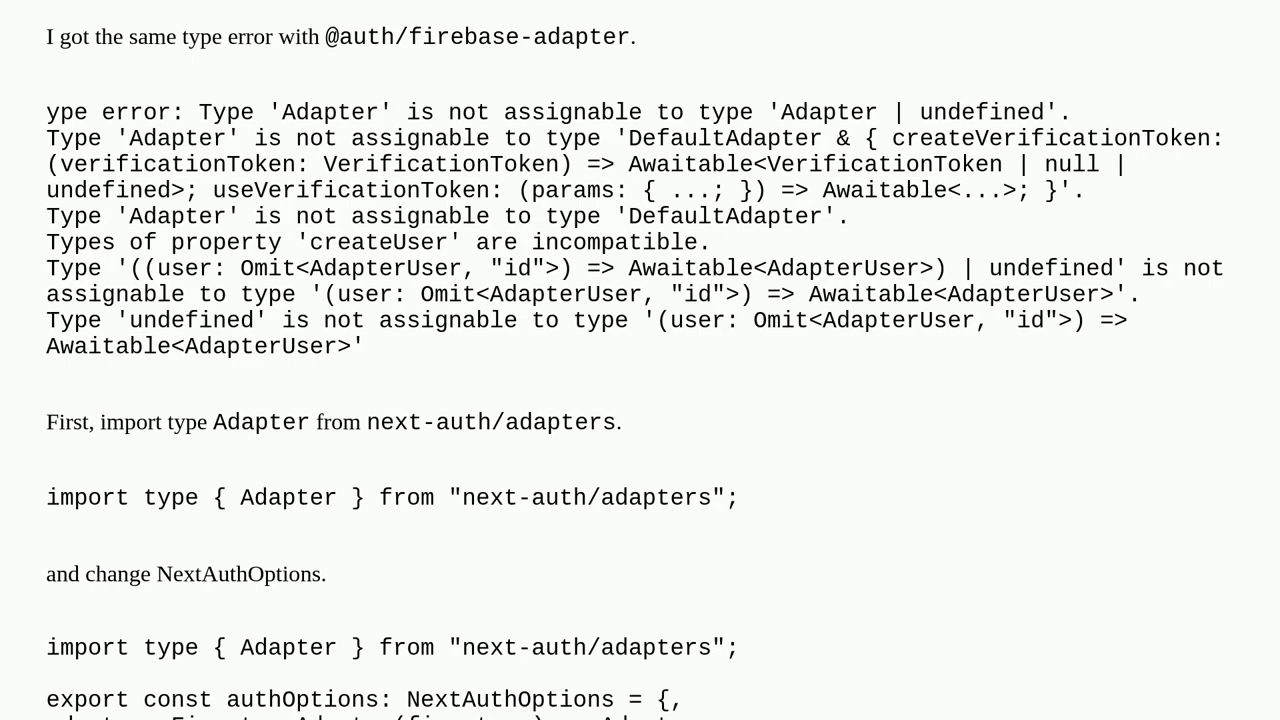 I got the same type error with @auth/firebase-adapter.
ype error: Type 'Adapter' is not assignable to type 'Adapter | undefined'.
Type 'Adapter' is not assignable to type 'DefaultAdapter & { createVerificationToken:
(verificationToken: VerificationToken) => Awaitable<VerificationToken | null |
undefined>; useVerificationToken: (params: { ...; }) => Awaitable<...>; }'.
Type 'Adapter' is not assignable to type 'DefaultAdapter'.
Types of property 'createUser' are incompatible.
Type '((user: Omit<AdapterUser, "id">) => Awaitable<AdapterUser>) | undefined' is not
assignable to type '(user: Omit<AdapterUser, "id">) => Awaitable<AdapterUser>'.
Type 'undefined' is not assignable to type '(user: Omit<AdapterUser, "id">) =>
Awaitable<AdapterUser>'
First, import type Adapter from next-auth/adapters.
import type { Adapter } from "next-auth/adapters";
and change NextAuthOptions.
import type { Adapter } from "next-auth/adapters";
export const authOptions: NextAuthOptions = {,